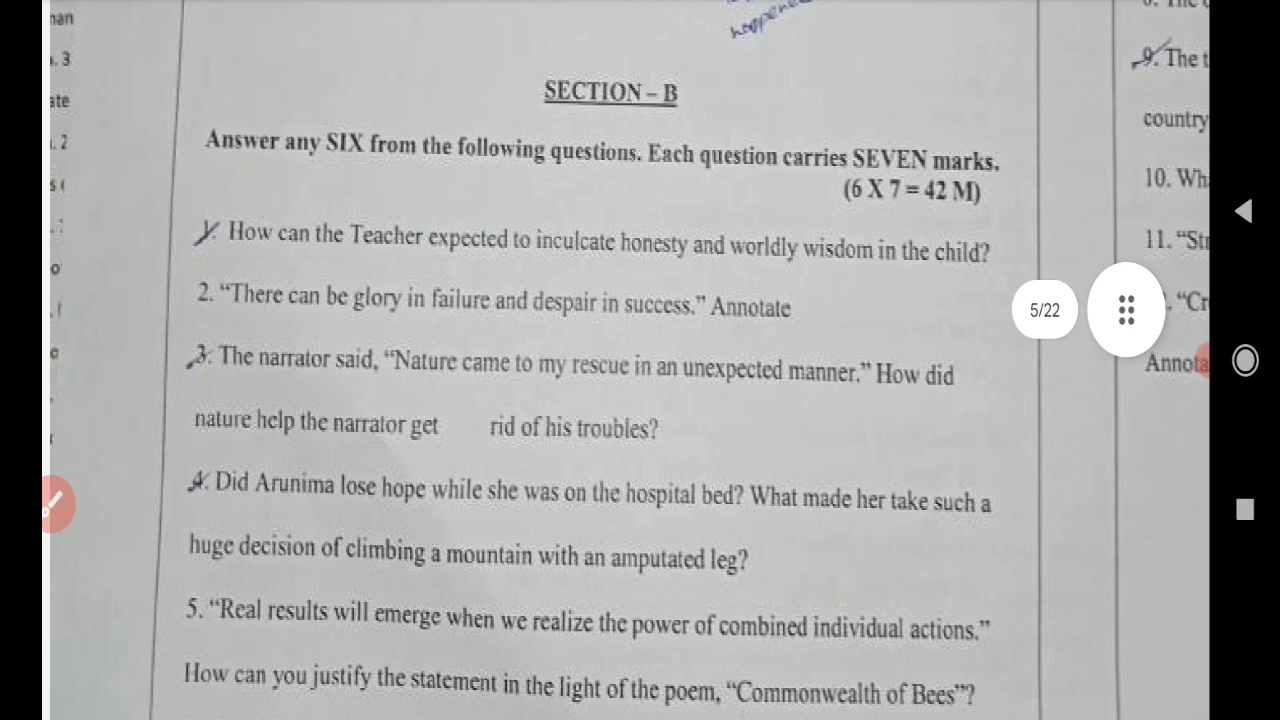 happene
SECTION – B
Answer any SIX from the following questions. Each question carries SEVEN marks.
(6 X 7 = 42 M)
1. How can the Teacher expected to inculcate honesty and worldly wisdom in the child?
2. “There can be glory in failure and despair in success.” Annotate
3. The narrator said, “Nature came to my rescue in an unexpected manner.” How did
nature help the narrator get rid of his troubles?
4. Did Arunima lose hope while she was on the hospital bed? What made her take such a
huge decision of climbing a mountain with an amputated leg?
5. “Real results will emerge when we realize the power of combined individual actions.”
How can you justify the statement in the light of the poem, “Commonwealth of Bees”?
9. The t
country
10. Wh
11. “Str
“Cr
Annota
5/22